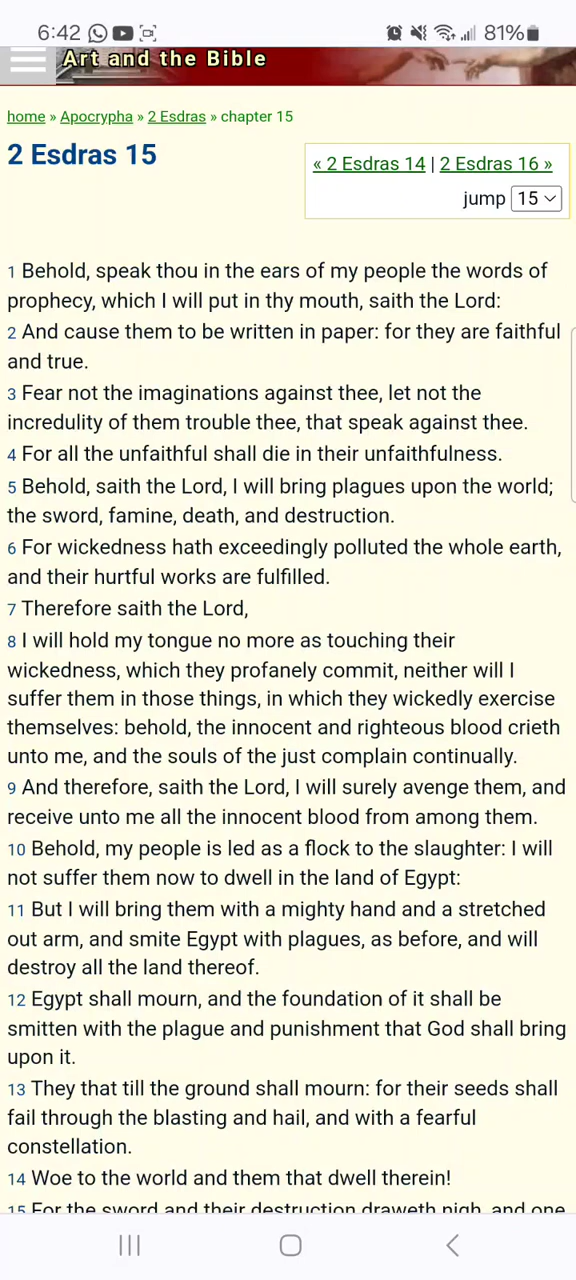 6:42
81%
Art and the Bible
home » Apocrypha » 2 Esdras » chapter 15
2 Esdras 15
« 2 Esdras 14 | 2 Esdras 16 »
jump 15
1 Behold, speak thou in the ears of my people the words of
prophecy, which I will put in thy mouth, saith the Lord:
2 And cause them to be written in paper: for they are faithful
and true.
3 Fear not the imaginations against thee, let not the
incredulity of them trouble thee, that speak against thee.
4 For all the unfaithful shall die in their unfaithfulness.
5 Behold, saith the Lord, I will bring plagues upon the world;
the sword, famine, death, and destruction.
6 For wickedness hath exceedingly polluted the whole earth,
and their hurtful works are fulfilled.
7 Therefore saith the Lord,
8 I will hold my tongue no more as touching their
wickedness, which they profanely commit, neither will I
suffer them in those things, in which they wickedly exercise
themselves: behold, the innocent and righteous blood crieth
unto me, and the souls of the just complain continually.
9 And therefore, saith the Lord, I will surely avenge them, and
receive unto me all the innocent blood from among them.
10 Behold, my people is led as a flock to the slaughter: I will
not suffer them now to dwell in the land of Egypt:
11 But I will bring them with a mighty hand and a stretched
out arm, and smite Egypt with plagues, as before, and will
destroy all the land thereof.
12 Egypt shall mourn, and the foundation of it shall be
smitten with the plague and punishment that God shall bring
upon it.
13 They that till the ground shall mourn: for their seeds shall
fail through the blasting and hail, and with a fearful
constellation.
14 Woe to the world and them that dwell therein!
15 For the sword and their destruction draweth nigh, and one